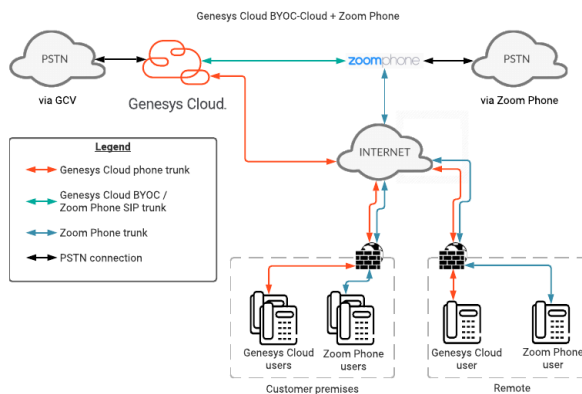 Genesys Cloud BYOC-Cloud + Zoom Phone
PSTN
via GCV
Genesys Cloud.
zoomphone
PSTN
via Zoom Phone
INTERNET
Legend
Genesys Cloud phone trunk
Genesys Cloud BYOC /
Zoom Phone SIP trunk
Zoom Phone trunk
PSTN connection
Genesys Cloud
users
Zoom Phone
users
Genesys Cloud
user
Zoom Phone
user
Customer premises
Remote